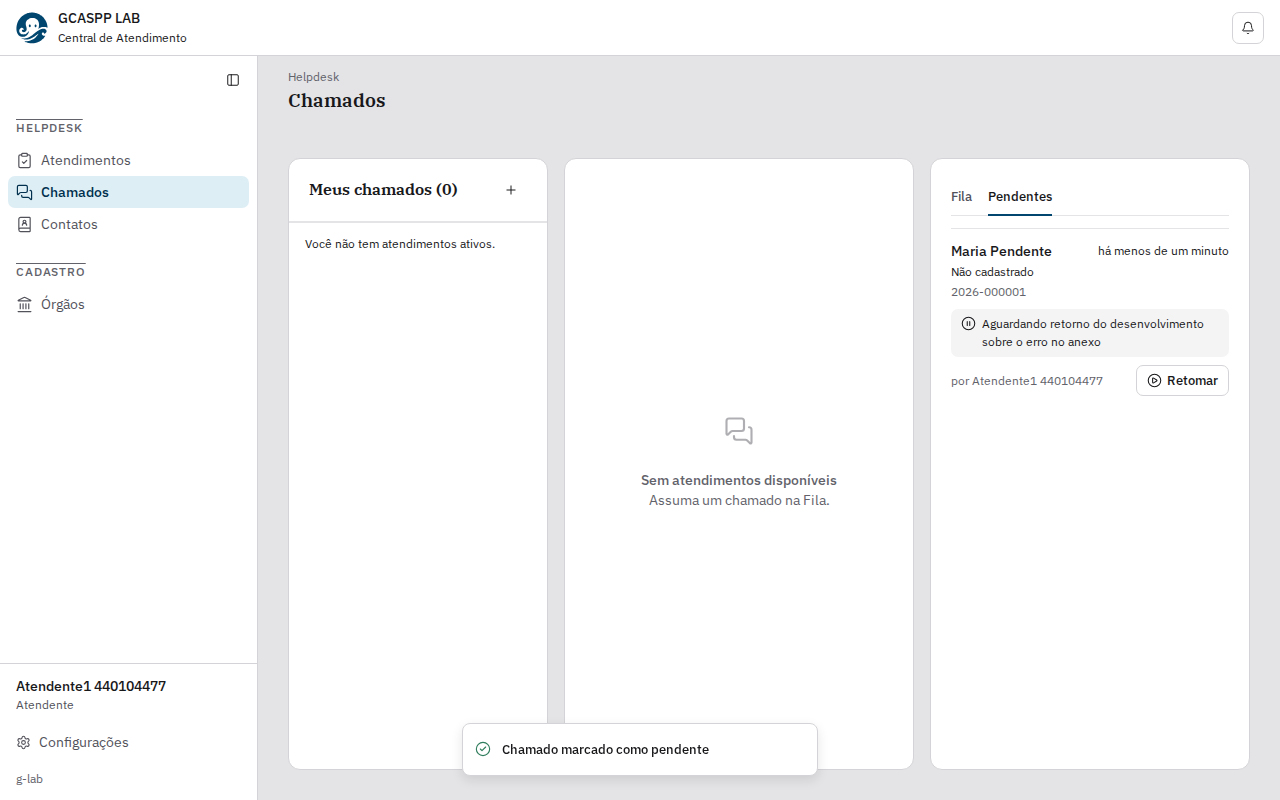 GCASPP LAB
Central de Atendimento
HELPDESK
Atendimentos
Chamados
Contatos
CADASTRO
Órgãos
Atendente1 440104477
Atendente
Configurações
g-lab
Helpdesk
Chamados
Meus chamados (0)
Você não tem atendimentos ativos.
Sem atendimentos disponíveis
Assuma um chamado na Fila.
Fila Pendentes
Maria Pendente há menos de um minuto
Não cadastrado
2026-000001
Aguardando retorno do desenvolvimento
sobre o erro no anexo
por Atendente1 440104477 Retomar
Chamado marcado como pendente